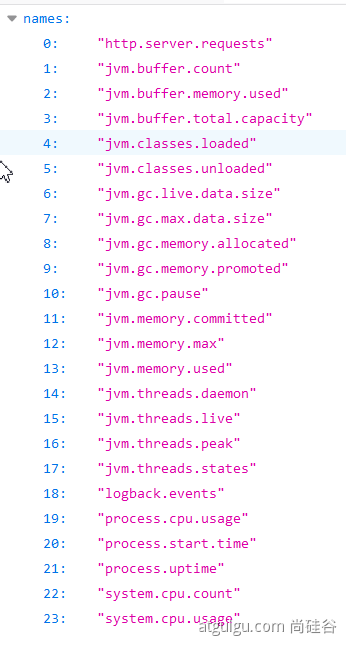 names:
0: "http.server.requests"
1: "jvm.buffer.count"
2: "jvm.buffer.memory.used"
3: "jvm.buffer.total.capacity"
4: "jvm.classes.loaded"
5: "jvm.classes.unloaded"
6: "jvm.gc.live.data.size"
7: "jvm.gc.max.data.size"
8: "jvm.gc.memory.allocated"
9: "jvm.gc.memory.promoted"
10: "jvm.gc.pause"
11: "jvm.memory.committed"
12: "jvm.memory.max"
13: "jvm.memory.used"
14: "jvm.threads.daemon"
15: "jvm.threads.live"
16: "jvm.threads.peak"
17: "jvm.threads.states"
18: "logback.events"
19: "process.cpu.usage"
20: "process.start.time"
21: "process.uptime"
22: "system.cpu.count"
23: "system.cpu.usage"
atguigu.com 尚硅谷